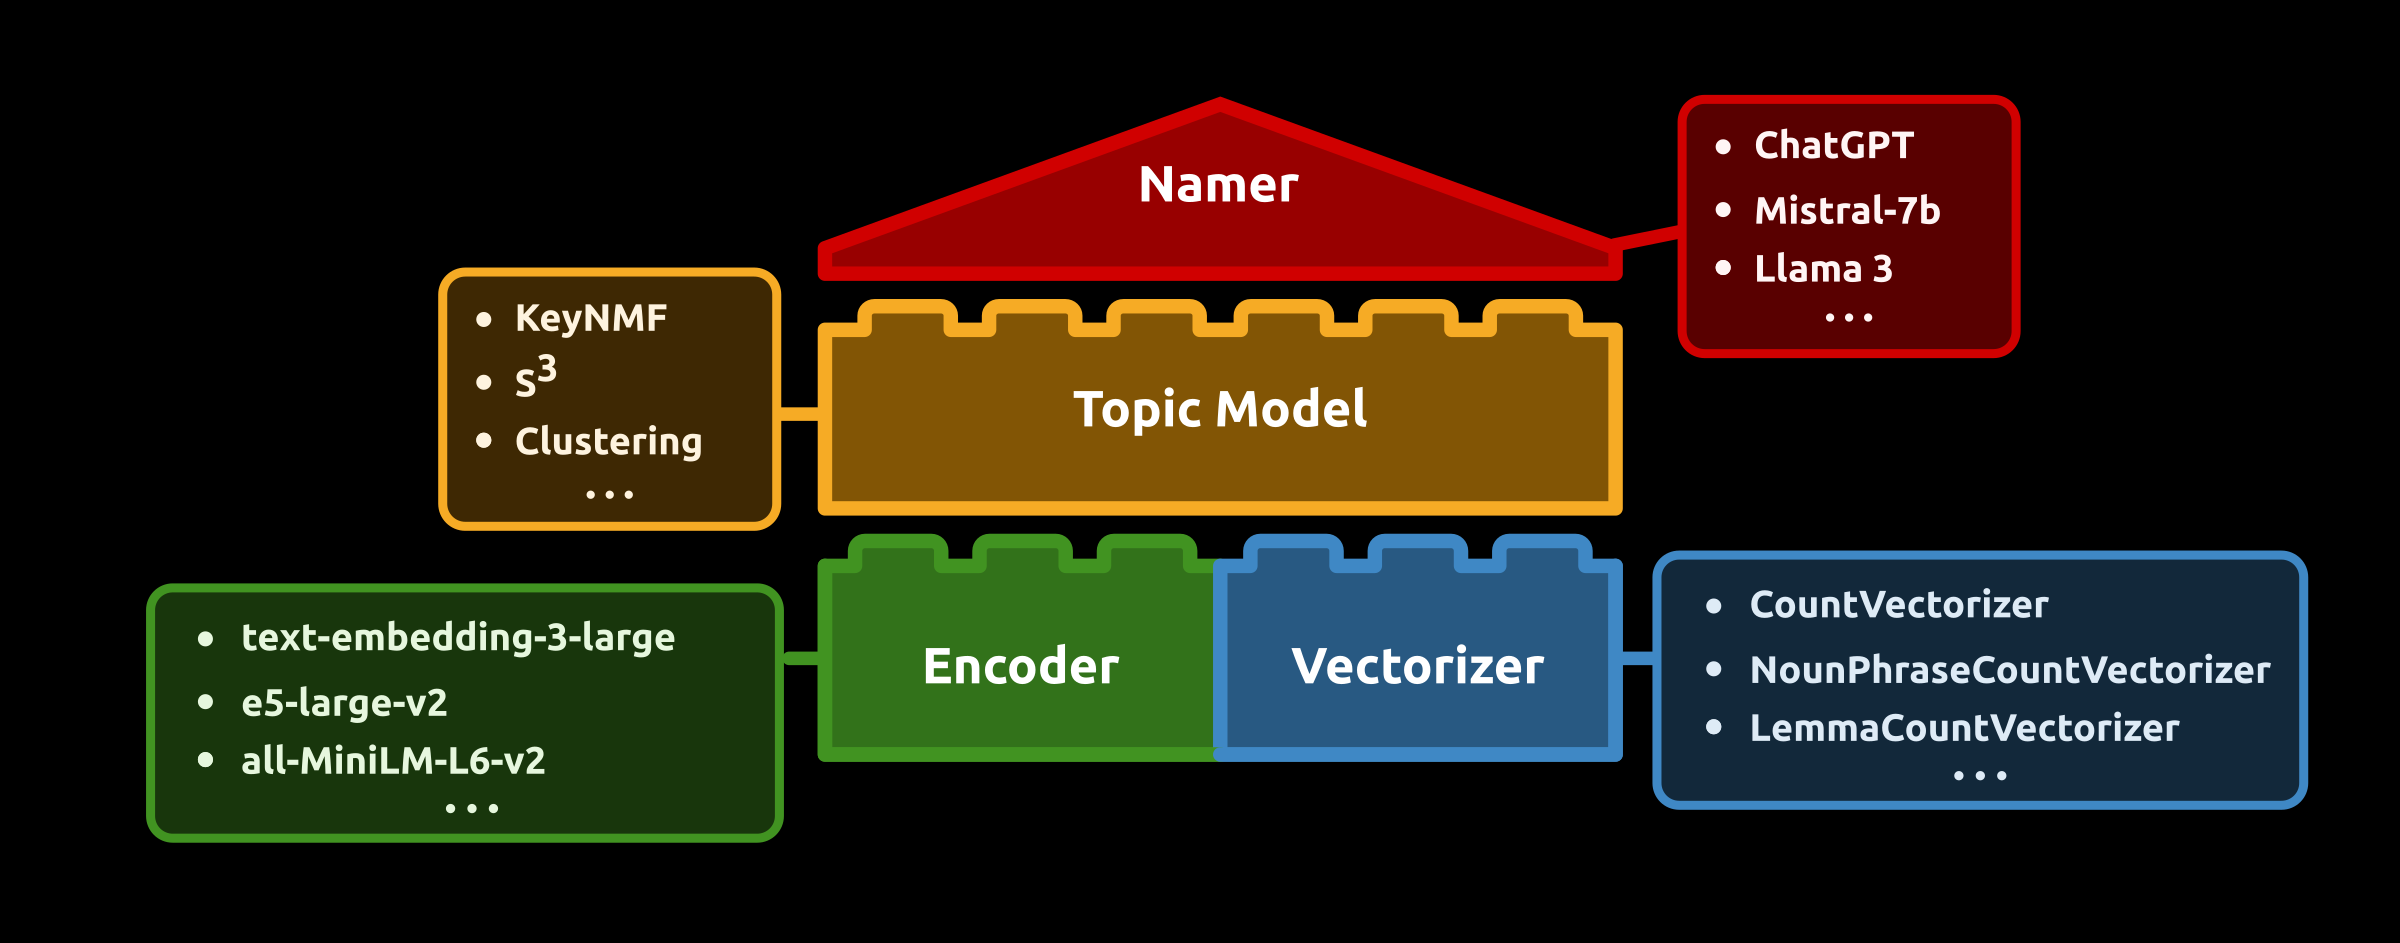 Namer
• ChatGPT
• Mistral-7b
• Llama 3
...
• KeyNMF
• S³
• Clustering
...
Topic Model
• text-embedding-3-large
• e5-large-v2
• all-MiniLM-L6-v2
...
Encoder
Vectorizer
• CountVectorizer
• NounPhraseCountVectorizer
• LemmaCountVectorizer
...